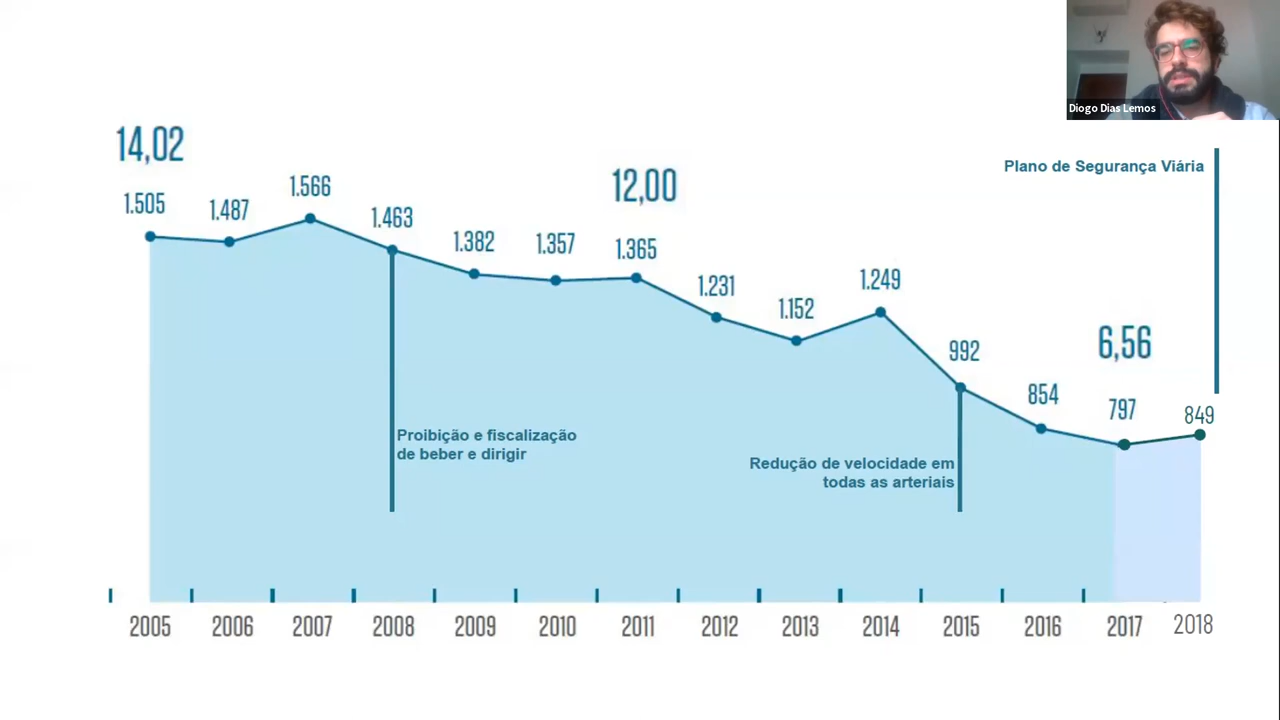 Diogo Dias Lemos
14,02
12,00
Plano de Segurança Viária
1.505
1.487
1.566
1.463
1.382
1.357
1.365
1.231
1.152
1.249
992
854
6,56
797
849
Proibição e fiscalização
de beber e dirigir
Redução de velocidade em
todas as arteriais
2005 2006 2007 2008 2009 2010 2011 2012 2013 2014 2015 2016 2017 2018